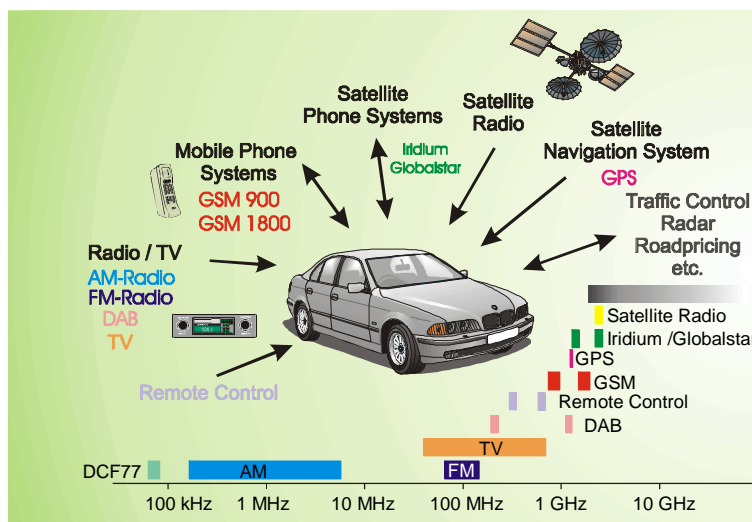 Satellite
Phone Systems
Iridium
Globalstar
Satellite
Radio
Satellite
Navigation System
GPS
Mobile Phone
Systems
GSM 900
GSM 1800
Traffic Control
Radar
Roadpricing
etc.
Radio / TV
AM-Radio
FM-Radio
DAB
TV
Remote Control
Satellite Radio
Iridium /Globalstar
GPS
GSM
Remote Control
DAB
TV
DCF77
AM
FM
100 kHz
1 MHz
10 MHz
100 MHz
1 GHz
10 GHz